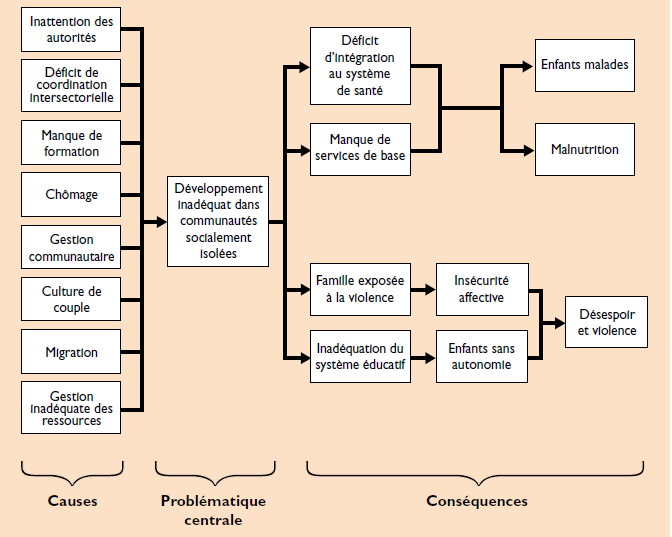 Inattention des
autorités
Déficit de
coordination
intersectorielle
Manque de
formation
Chômage
Gestion
communautaire
Culture de
couple
Migration
Gestion
inadéquate des
ressources
Développement
inadéquat dans
communautés
socialement
isolées
Déficit
d'intégration
au système
de santé
Manque de
services de base
Enfants malades
Malnutrition
Famille exposée
à la violence
Insécurité
affective
Inadéquation du
système éducatif
Enfants sans
autonomie
Désespoir
et violence
Causes
Problématique
centrale
Conséquences